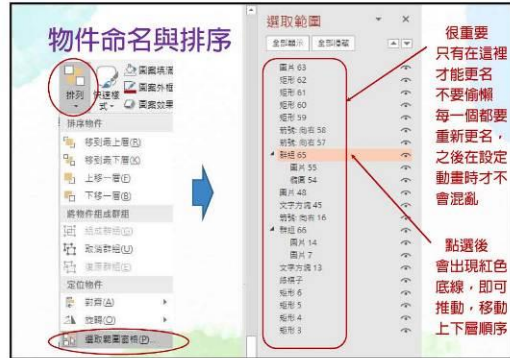 物件命名與排序
排列
快速樣
式
圖案填滿
圖案外框
圖案效果
排序物件
移到最上層(R)
移到最下層(K)
上移一層(F)
下移一層(B)
將物件組成群組
組成群組(G)
取消群組(U)
復原群組(E)
定位物件
對齊(A)
旋轉(O)
選取範圍窗格(P)...
選取範圍
全部顯示 全部隱藏
圖片 63
矩形 62
矩形 61
矩形 60
矩形 59
箭號: 向右 58
箭號: 向右 57
群組 65
圖片 55
橢圓 54
圖片 48
文字方塊 45
箭號: 向右 16
群組 66
圖片 14
圖片 7
文字方塊 13
矩形 6
矩形 5
矩形 4
矩形 3
很重要
只有在這裡
才能更名
不要偷懶
每一個都要
重新更名，
之後在設定
動畫時才不
會混亂
點選後
會出現紅色
底線，即可
推動，移動
上下層順序